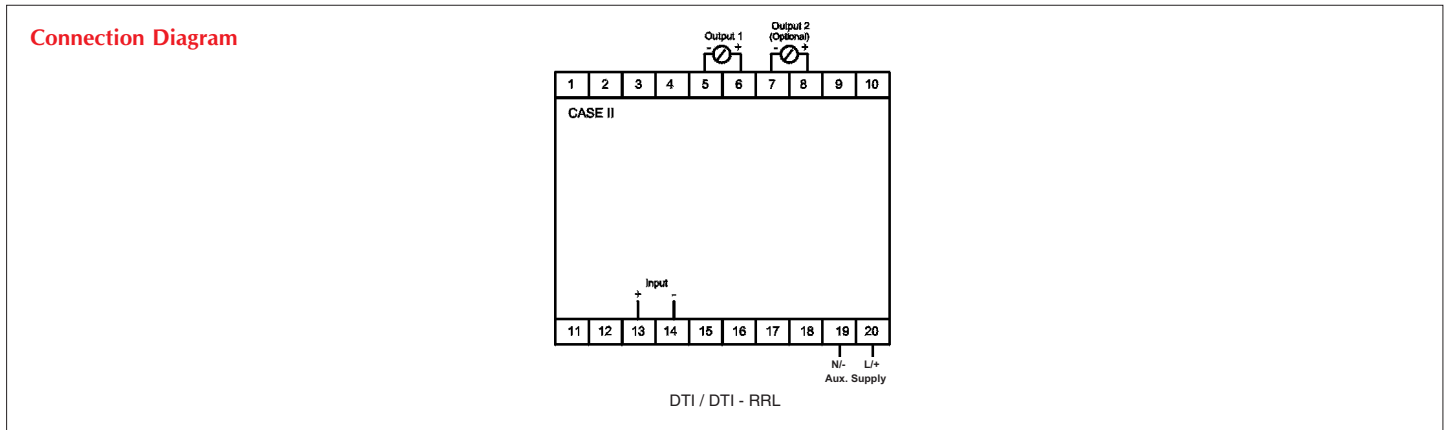 Connection Diagram
Output 1
Output 2
(Optional)
- + - +
1 2 3 4 5 6 7 8 9 10
CASE II
Input
+ -
11 12 13 14 15 16 17 18 19 20
N/- L/+
Aux. Supply
DTI / DTI - RRL